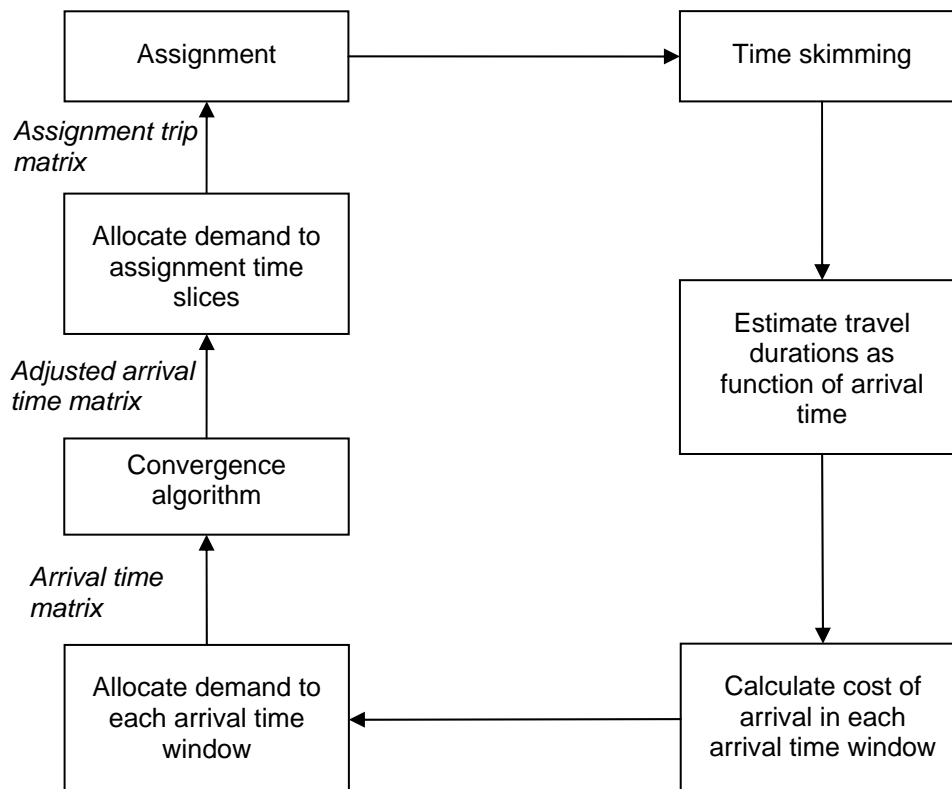 Assignment
Time skimming
Assignment trip
matrix
Allocate demand to
assignment time
slices
Estimate travel
durations as
function of arrival
time
Adjusted arrival
time matrix
Convergence
algorithm
Arrival time
matrix
Allocate demand to
each arrival time
window
Calculate cost of
arrival in each
arrival time window